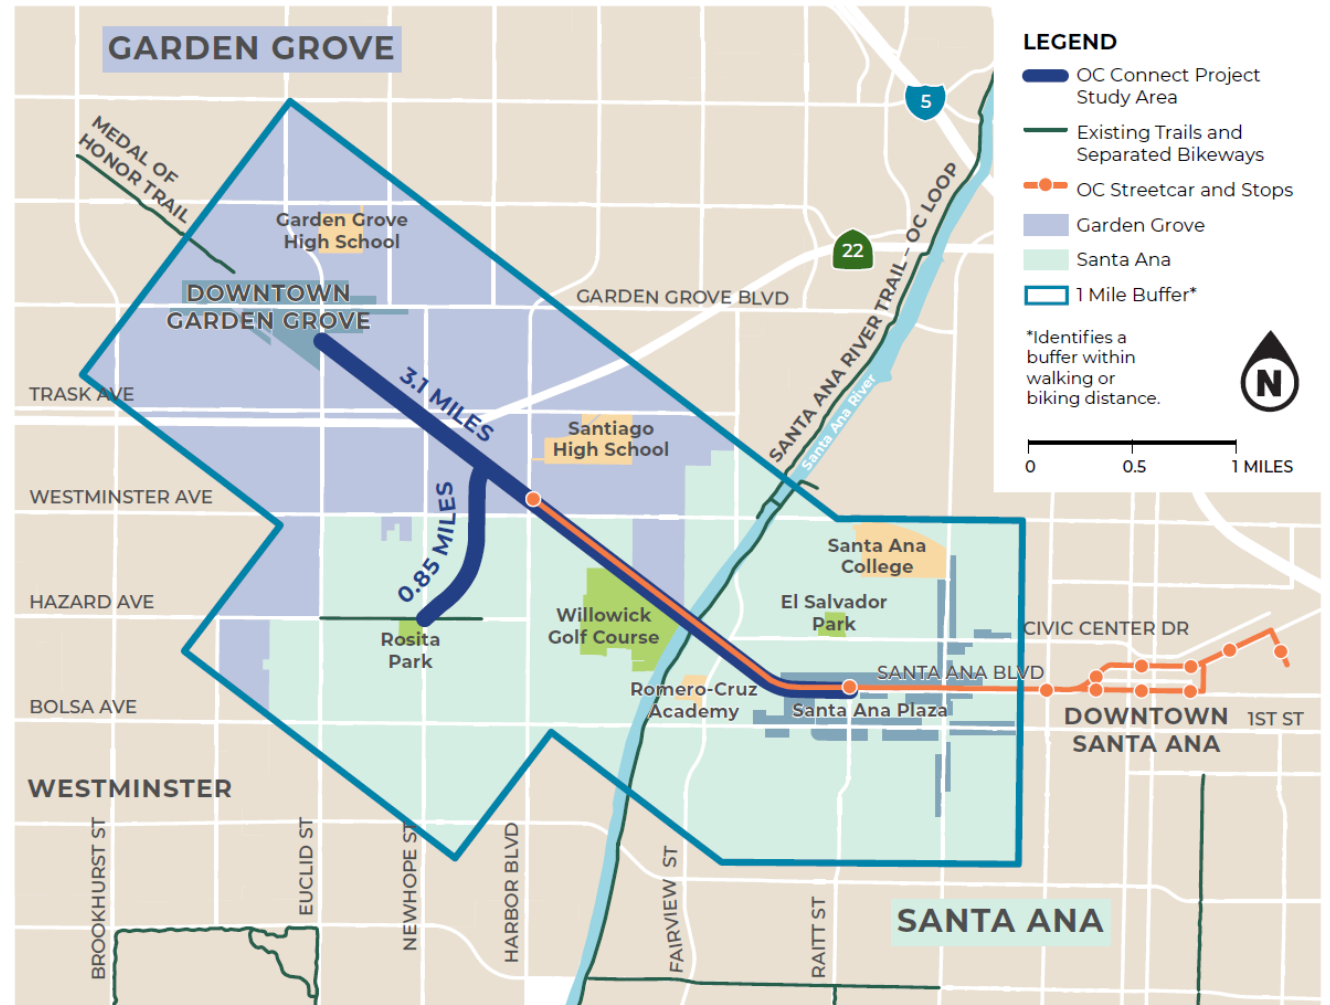 GARDEN GROVE
LEGEND
OC Connect Project
Study Area
Existing Trails and
Separated Bikeways
OC Streetcar and Stops
Garden Grove
Santa Ana
1 Mile Buffer*
*Identifies a
buffer within
walking or
biking distance.
N
0 0.5 1 MILES
5
22
MEDAL OF
HONOR TRAIL
Garden Grove
High School
DOWNTOWN
GARDEN GROVE
GARDEN GROVE BLVD
SANTA ANA RIVER TRAIL – OC LOOP
Santa Ana River
TRASK AVE
3.1 MILES
Santiago
High School
WESTMINSTER AVE
0.85 MILES
Santa Ana
College
HAZARD AVE
El Salvador
Park
Willowick
Golf Course
Rosita
Park
CIVIC CENTER DR
SANTA ANA BLVD
Romero-Cruz
Academy
Santa Ana Plaza
BOLSA AVE
DOWNTOWN
SANTA ANA
1ST ST
WESTMINSTER
BROOKHURST ST
EUCLID ST
NEWHOPE ST
HARBOR BLVD
FAIRVIEW ST
RAITT ST
SANTA ANA